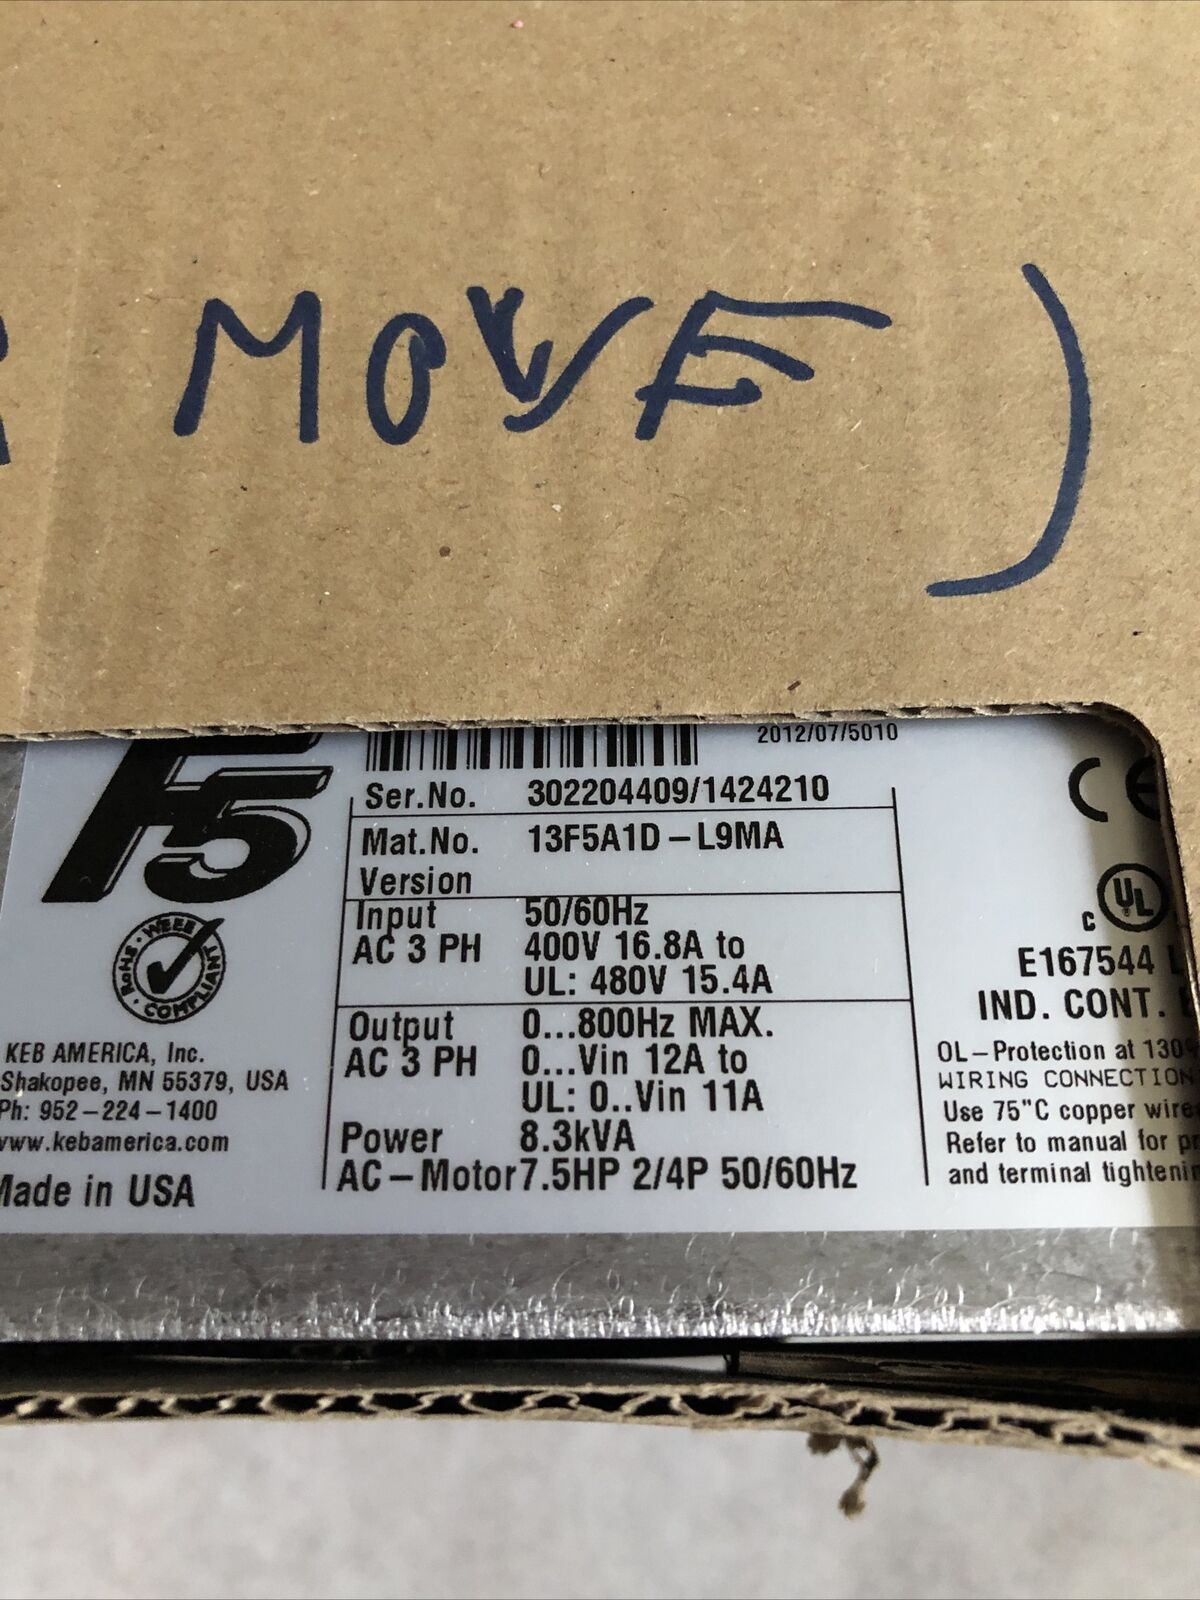 MOVE )
2012/07/5010
F5
Ser.No. 302204409/1424210
Mat.No. 13F5A1D-L9MA
Version
Input 50/60Hz
AC 3 PH 400V 16.8A to
UL: 480V 15.4A
Output 0...800Hz MAX.
AC 3 PH 0...Vin 12A to
UL: 0..Vin 11A
Power 8.3kVA
AC-Motor 7.5HP 2/4P 50/60Hz
RoHS · WEEE
COMPLIANT
KEB AMERICA, Inc.
Shakopee, MN 55379, USA
Ph: 952-224-1400
www.kebamerica.com
Made in USA
CE
c UL
E167544
IND. CONT.
OL-Protection at 130
WIRING CONNECTION
Use 75"C copper wire
Refer to manual for
and terminal